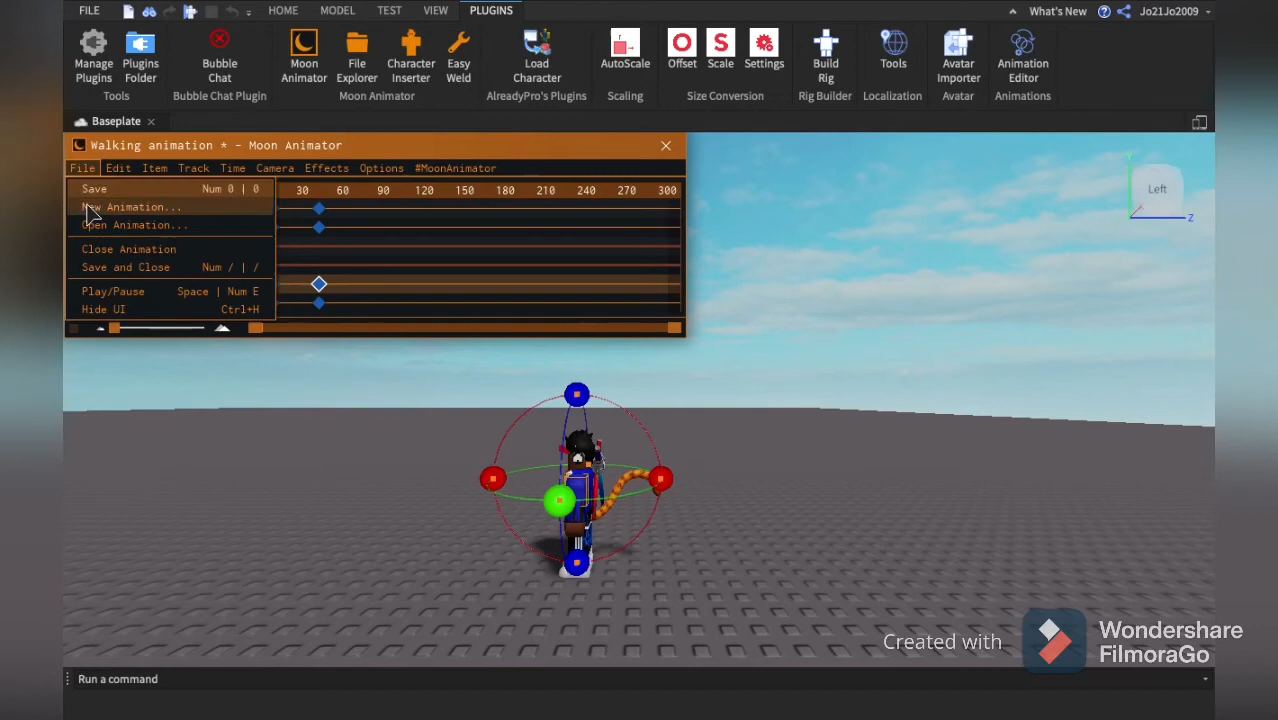 FILE HOME MODEL TEST VIEW PLUGINS What's New Jo21Jo2009
Manage Plugins
Plugins Folder
Tools
Bubble Chat
Bubble Chat Plugin
Moon Animator
File Explorer
Character Inserter
Easy Weld
Moon Animator
Load Character
AlreadyPro's Plugins
AutoScale
Scaling
Offset
Scale
Settings
Size Conversion
Build Rig
Rig Builder
Tools
Localization
Avatar Importer
Avatar
Animation Editor
Animations
Baseplate
Walking animation * - Moon Animator
File Edit Item Track Time Camera Effects Options #MoonAnimator
30 60 90 120 150 180 210 240 270 300
Save Num 0 | 0
New Animation...
Open Animation...
Close Animation
Save and Close Num / | /
Play/Pause Space | Num E
Hide UI Ctrl+H
Y
Left
Z
Created with Wondershare FilmoraGo
Run a command